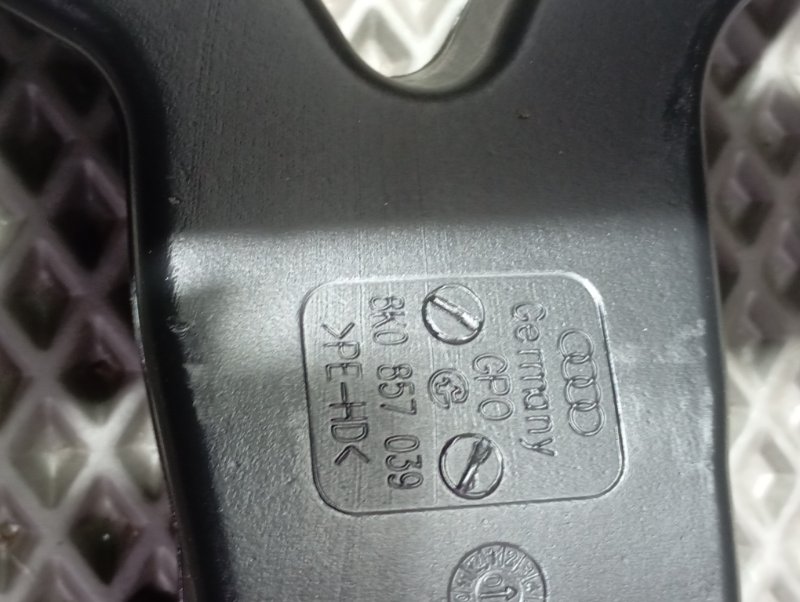 Germany
GPO
8K0 857 039
>PE-HD<